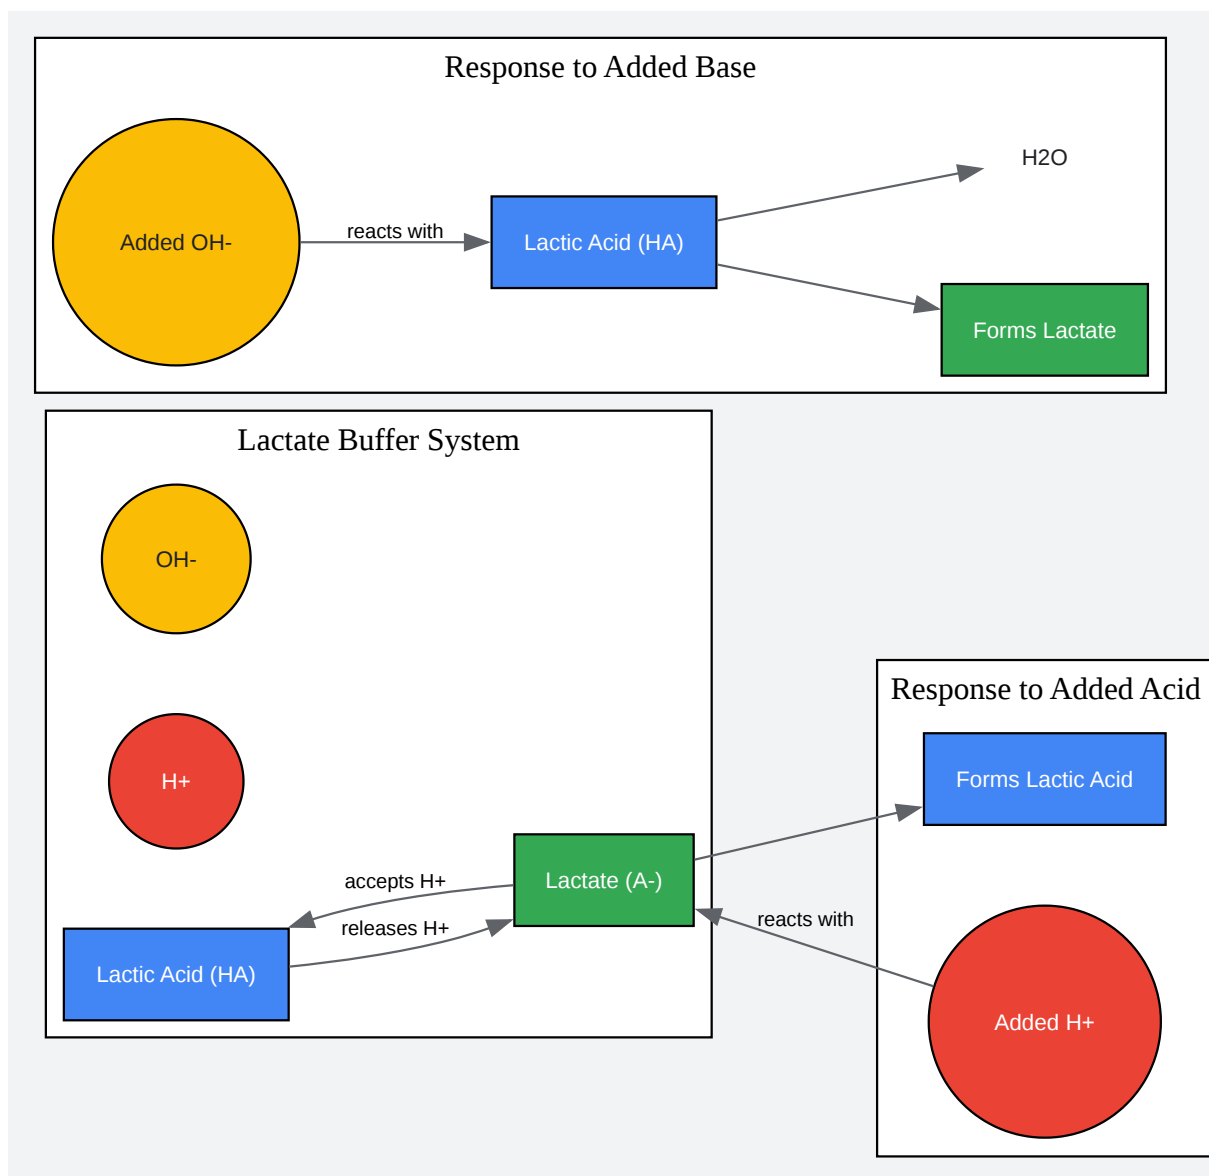 Response to Added Base
Added OH-
reacts with
Lactic Acid (HA)
H2O
Forms Lactate
Lactate Buffer System
OH-
H+
accepts H+
releases H+
Lactic Acid (HA)
Lactate (A-)
Response to Added Acid
Forms Lactic Acid
reacts with
Added H+